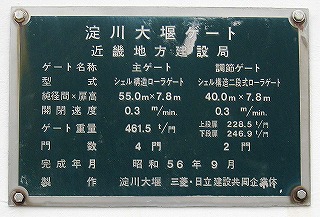 淀川大堰ゲート
近畿地方建設局
ゲート名称 主ゲート 調節ゲート
型式 シェル構造ローラゲート シェル構造二段式ローラゲート
純径間×扉高 55.0m×7.8m 40.0m×7.8m
開閉速度 0.3 m/min. 0.3 m/min.
ゲート重量 461.5 t/門 上段扉 228.5 t/門
下段扉 246.9 t/門
門数 4門 2門
完成年月 昭和56年9月
製作 淀川大堰 三菱・日立建設共同企業体